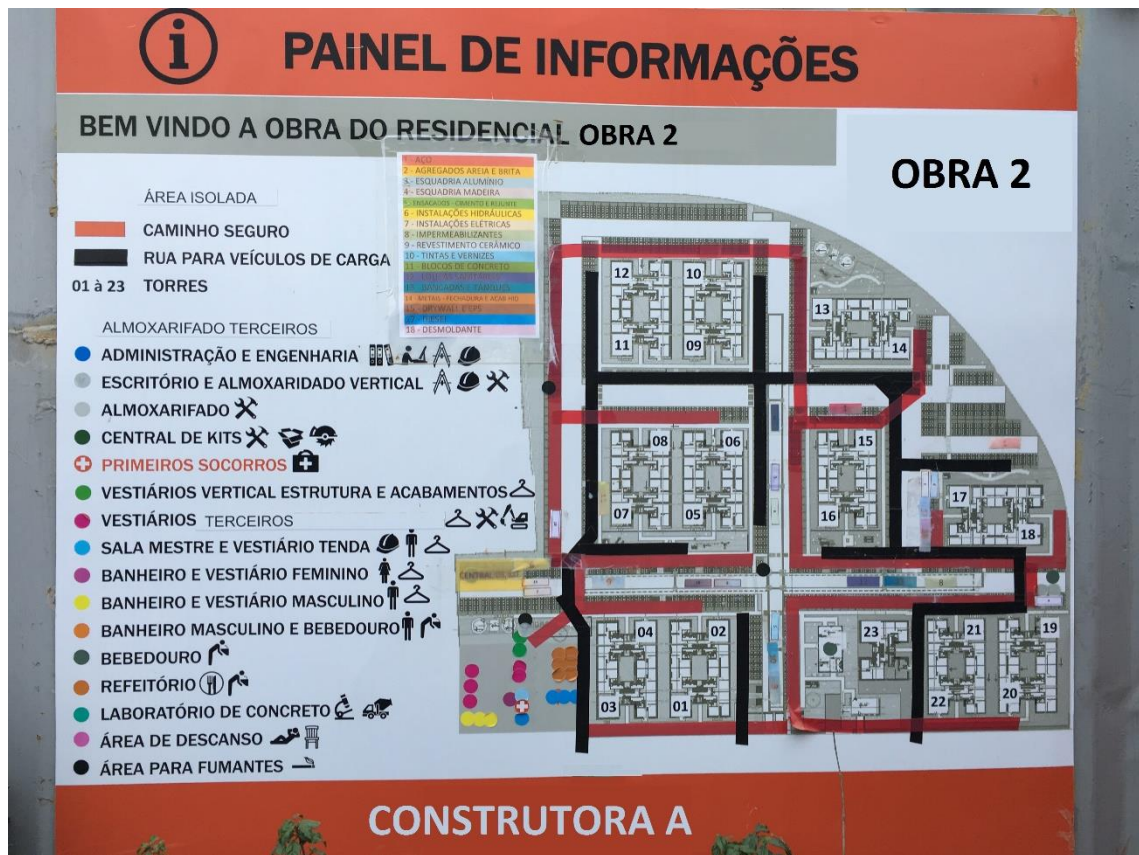 i PAINEL DE INFORMAÇÕES
BEM VINDO A OBRA DO RESIDENCIAL OBRA 2
OBRA 2
1 - AÇO
2 - AGREGADOS AREIA E BRITA
3 - ESQUADRIA ALUMÍNIO
4 - ESQUADRIA MADEIRA
5 - ENSACADOS - CIMENTO E REJUNTE
6 - INSTALAÇÕES HIDRÁULICAS
7 - INSTALAÇÕES ELÉTRICAS
8 - IMPERMEABILIZANTES
9 - REVESTIMENTO CERÂMICO
10 - TINTAS E VERNIZES
11 - BLOCOS DE CONCRETO
18 - DESMOLDANTE
ÁREA ISOLADA
CAMINHO SEGURO
RUA PARA VEÍCULOS DE CARGA
01 à 23 TORRES
ALMOXARIFADO TERCEIROS
ADMINISTRAÇÃO E ENGENHARIA
ESCRITÓRIO E ALMOXARIDADO VERTICAL
ALMOXARIFADO
CENTRAL DE KITS
PRIMEIROS SOCORROS
VESTIÁRIOS VERTICAL ESTRUTURA E ACABAMENTOS
VESTIÁRIOS TERCEIROS
SALA MESTRE E VESTIÁRIO TENDA
BANHEIRO E VESTIÁRIO FEMININO
BANHEIRO E VESTIÁRIO MASCULINO
BANHEIRO MASCULINO E BEBEDOURO
BEBEDOURO
REFEITÓRIO
LABORATÓRIO DE CONCRETO
ÁREA DE DESCANSO
ÁREA PARA FUMANTES
12 10
13
11 09 14
08 06 15
07 05 16
17
18
04 02 23 21 19
03 01 22 20
CONSTRUTORA A